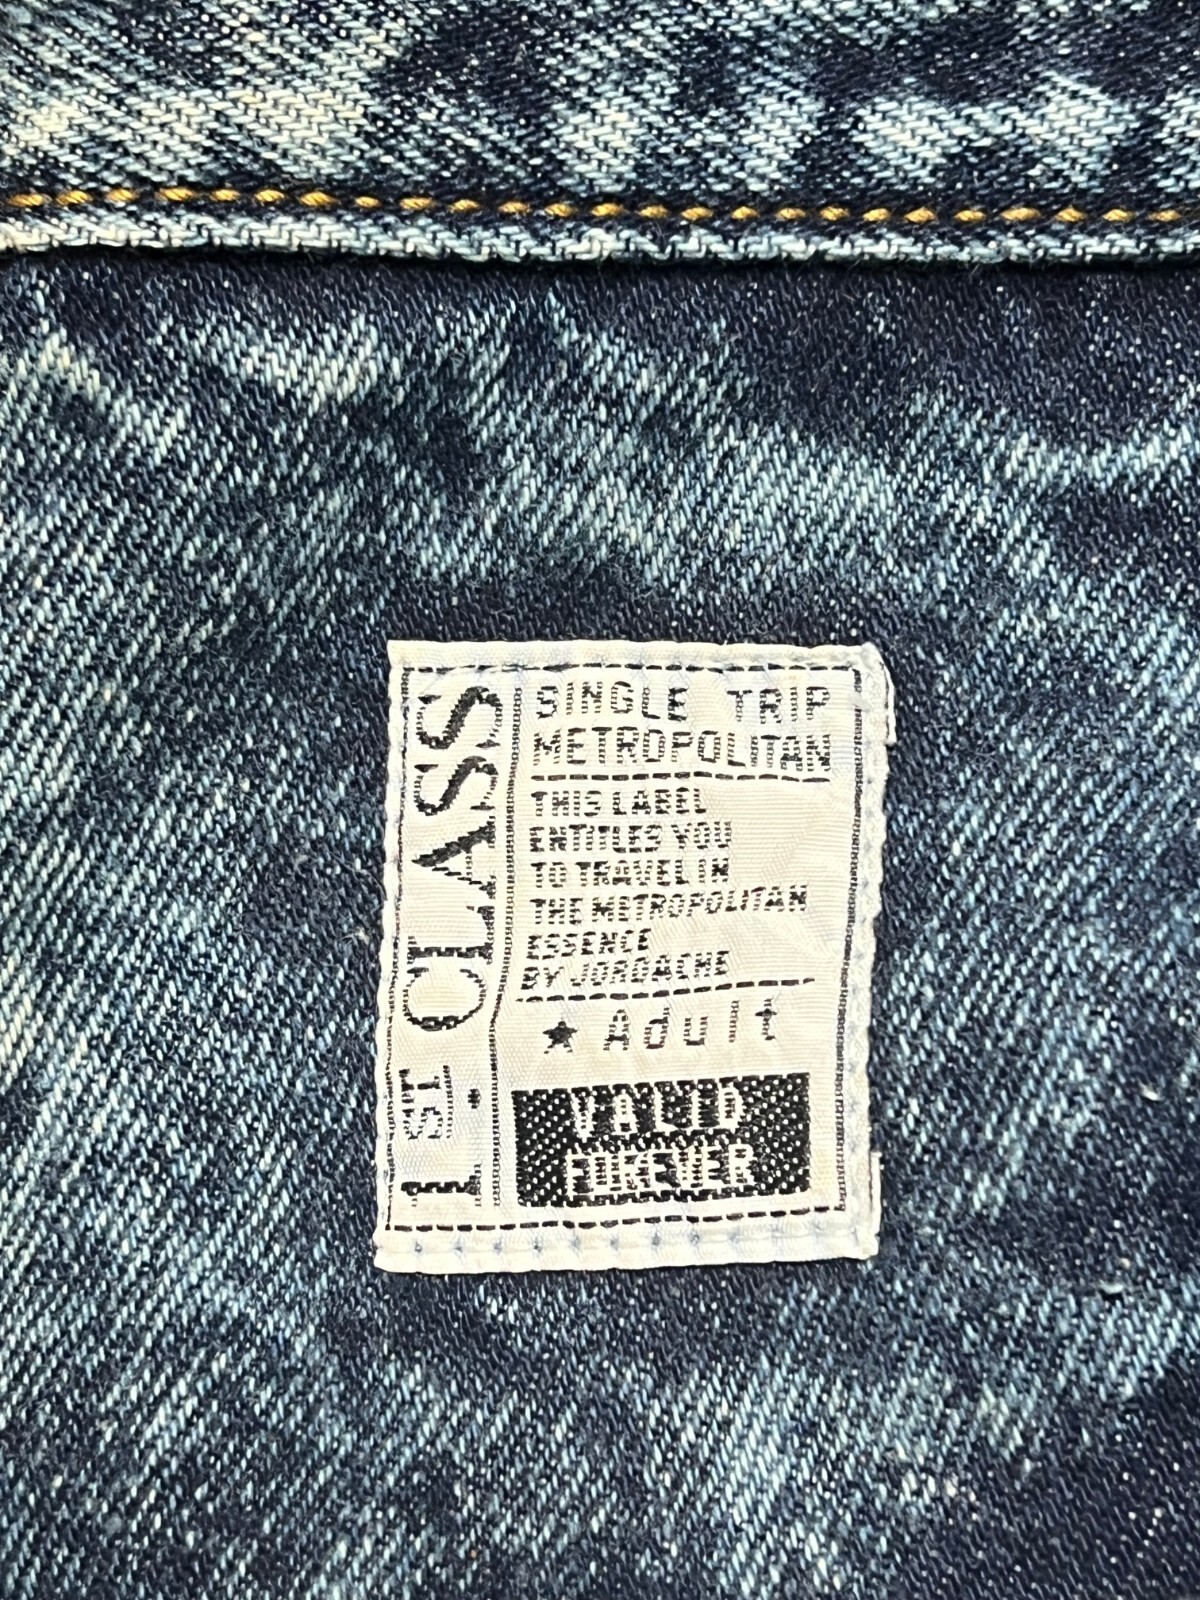 1ST CLASS
SINGLE TRIP
METROPOLITAN
THIS LABEL
ENTITLES YOU
TO TRAVEL IN
THE METROPOLITAN
ESSENCE
BY JORDACHE
★ ADULT
VALID
FOREVER